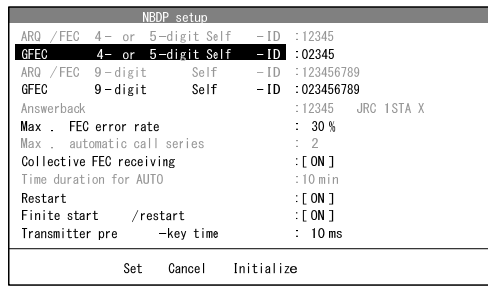 NBDP setup
ARQ /FEC 4- or 5-digit Self -ID :12345
GFEC 4- or 5-digit Self -ID :02345
ARQ /FEC 9-digit Self -ID :123456789
GFEC 9-digit Self -ID :023456789
Answerback :12345 JRC 1STA X
Max . FEC error rate : 30 %
Max . automatic call series : 2
Collective FEC receiving :[ ON ]
Time duration for AUTO :10 min
Restart :[ ON ]
Finite start /restart :[ ON ]
Transmitter pre -key time : 10 ms
Set Cancel Initialize